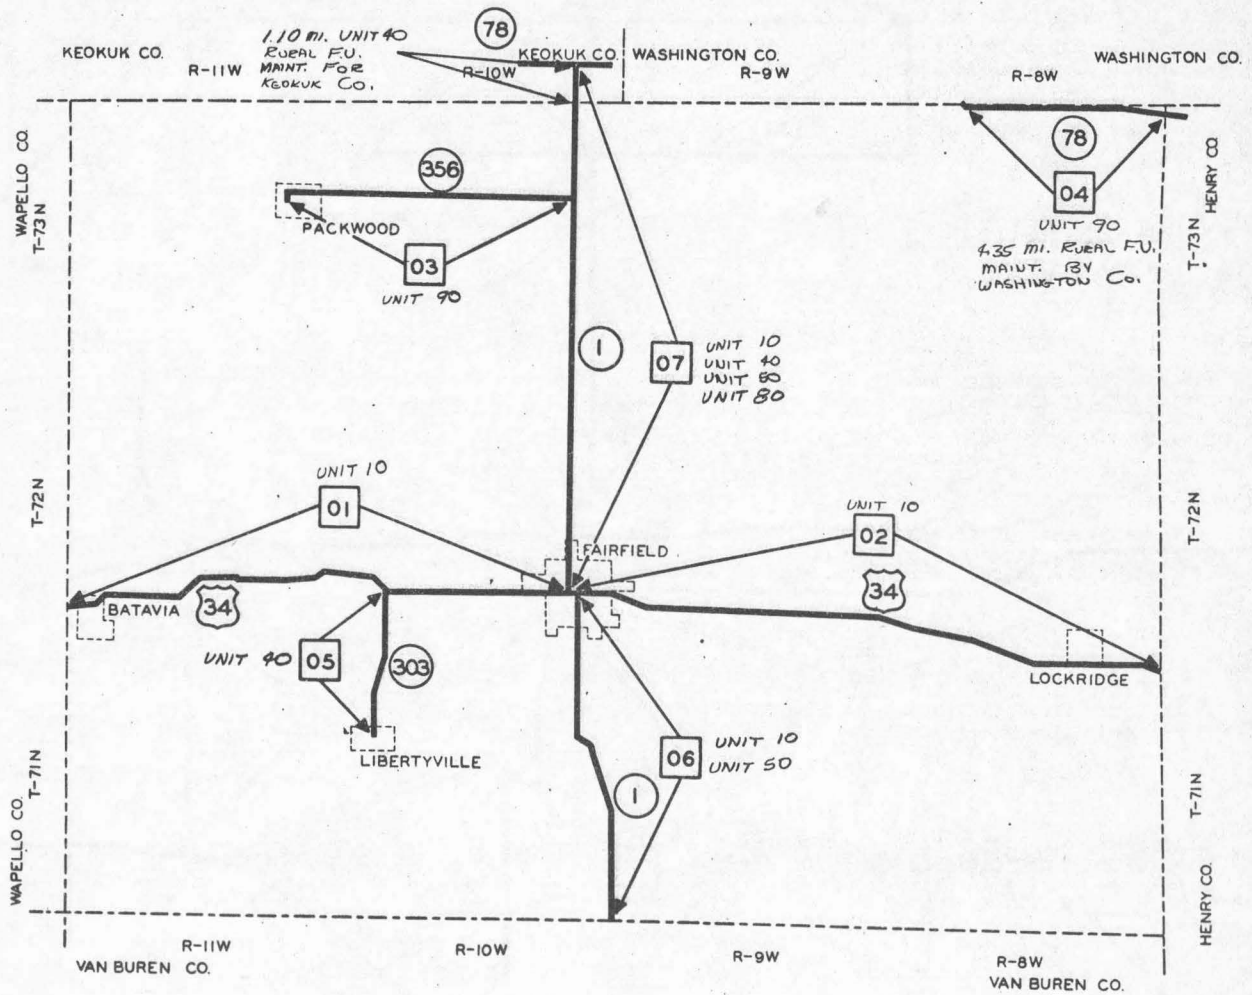 78
1.10 mi. UNIT 40
RURAL F.U.
MAINT. FOR
KEOKUK CO.
KEOKUK CO.
KEOKUK CO.
WASHINGTON CO.
WASHINGTON CO.
R-11W
R-10W
R-9W
R-8W
WAPELLO CO.
T-73N
356
PACKWOOD
03
UNIT 90
78
04
UNIT 90
4.35 mi. RURAL F.U.
MAINT. BY
WASHINGTON CO.
HENRY CO
T-73N
1
07
UNIT 10
UNIT 40
UNIT 80
T-72N
UNIT 10
01
UNIT 10
02
T-72N
FAIRFIELD
BATAVIA
34
34
UNIT 40
05
303
LOCKRIDGE
LIBERTYVILLE
06
UNIT 10
UNIT 50
1
T-71N
WAPELLO CO.
T-71N
HENRY CO.
R-11W
R-10W
R-9W
R-8W
VAN BUREN CO.
VAN BUREN CO.